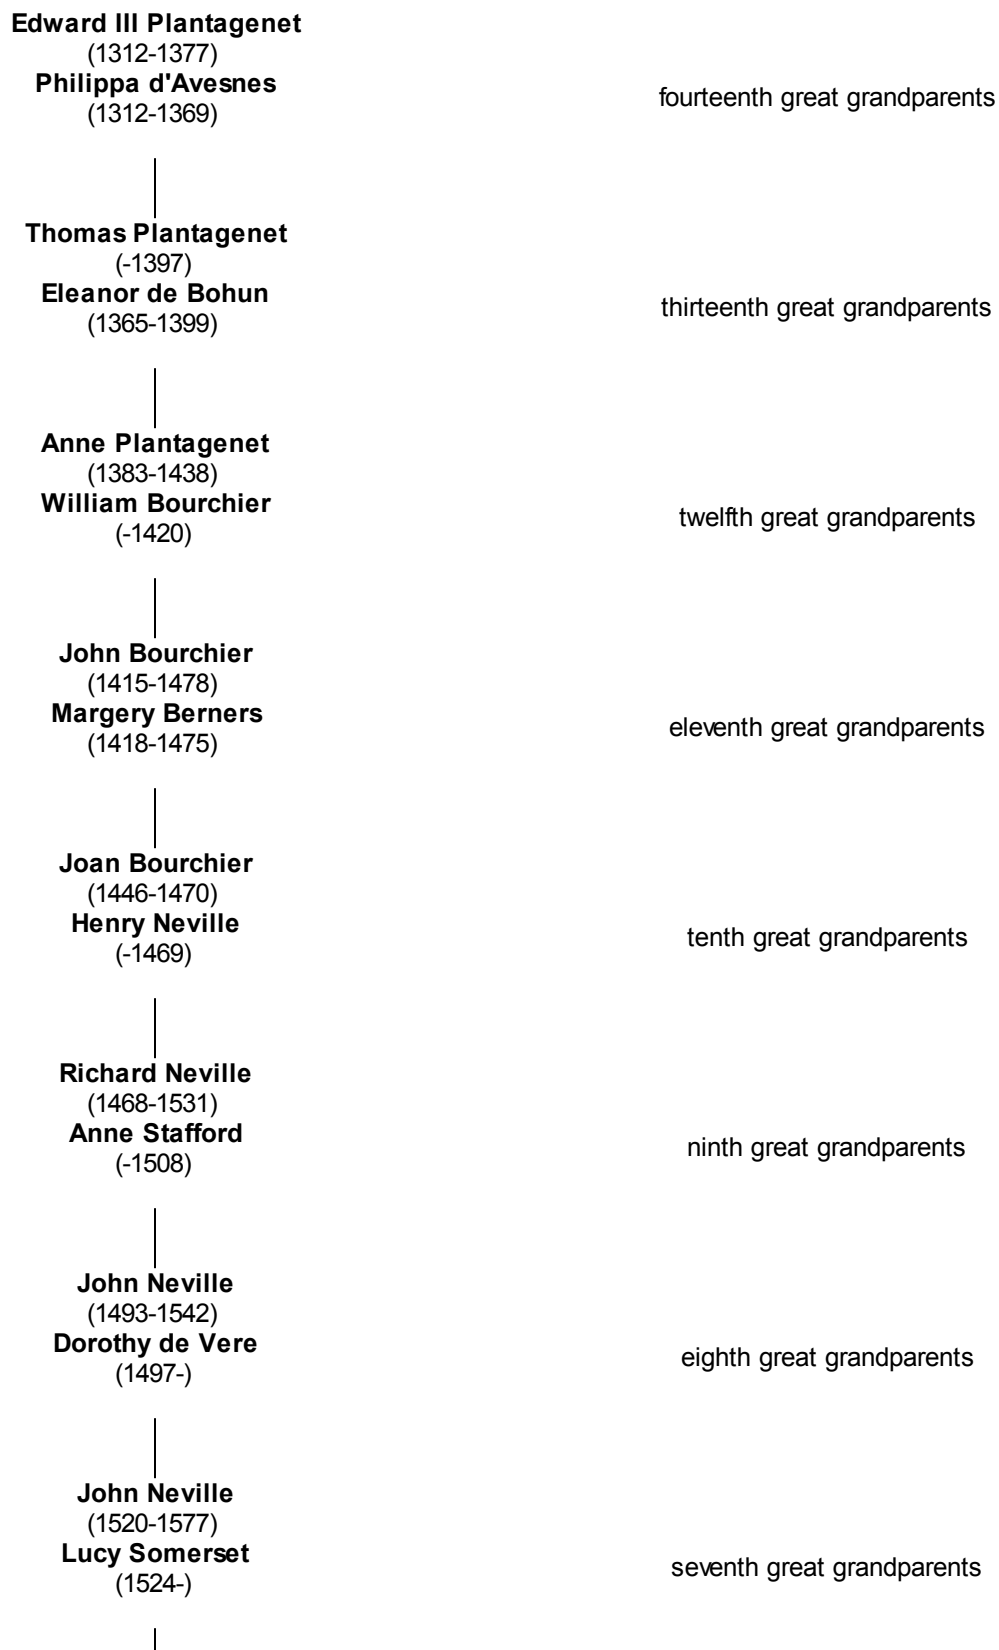 Edward III Plantagenet
(1312-1377)
Philippa d'Avesnes
(1312-1369)
fourteenth great grandparents
Thomas Plantagenet
(-1397)
Eleanor de Bohun
(1365-1399)
thirteenth great grandparents
Anne Plantagenet
(1383-1438)
William Bourchier
(-1420)
twelfth great grandparents
John Bourchier
(1415-1478)
Margery Berners
(1418-1475)
eleventh great grandparents
Joan Bourchier
(1446-1470)
Henry Neville
(-1469)
tenth great grandparents
Richard Neville
(1468-1531)
Anne Stafford
(-1508)
ninth great grandparents
John Neville
(1493-1542)
Dorothy de Vere
(1497-)
eighth great grandparents
John Neville
(1520-1577)
Lucy Somerset
(1524-)
seventh great grandparents